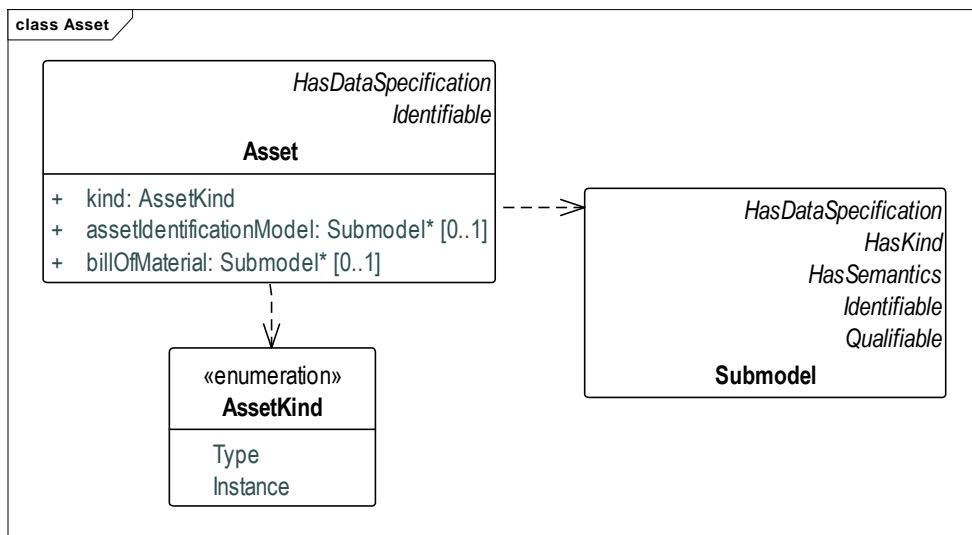 class Asset
HasDataSpecification
Identifiable
Asset
+ kind: AssetKind
+ assetIdentificationModel: Submodel* [0..1]
+ billOfMaterial: Submodel* [0..1]
HasDataSpecification
HasKind
HasSemantics
Identifiable
Qualifiable
Submodel
«enumeration»
AssetKind
Type
Instance